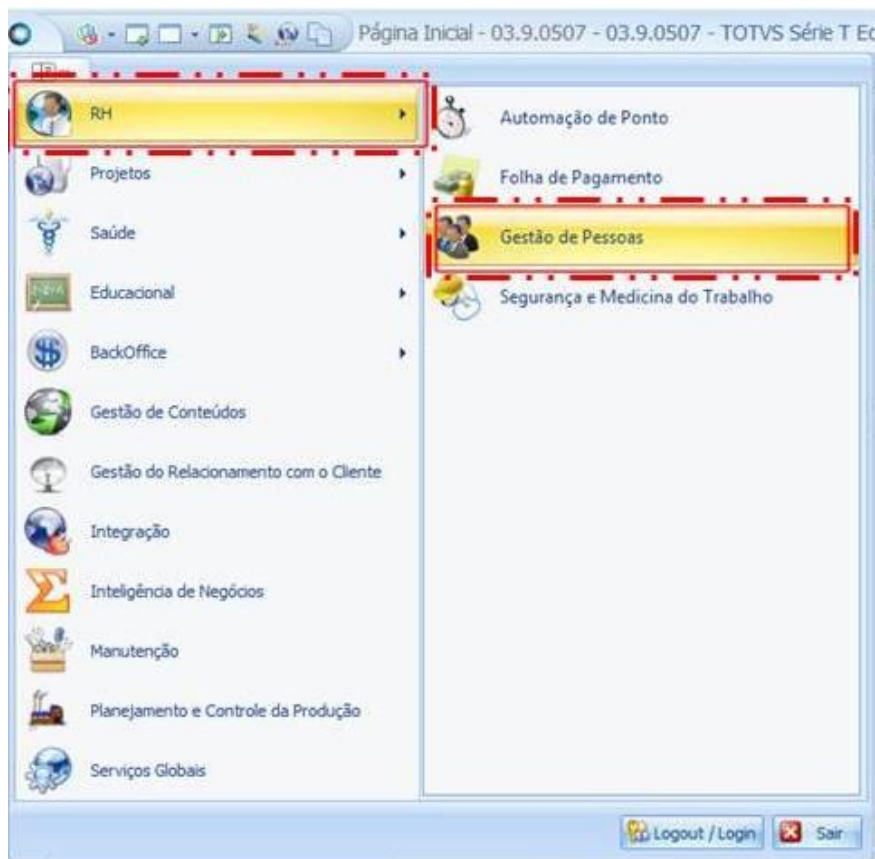 Página Inicial - 03.9.0507 - 03.9.0507 - TOTVS Série T Ec
RH
Automação de Ponto
Projetos
Folha de Pagamento
Saúde
Gestão de Pessoas
Educacional
Segurança e Medicina do Trabalho
BackOffice
Gestão de Conteúdos
Gestão do Relacionamento com o Cliente
Integração
Inteligência de Negócios
Manutenção
Planejamento e Controle da Produção
Serviços Globais
Logout / Login
Sair